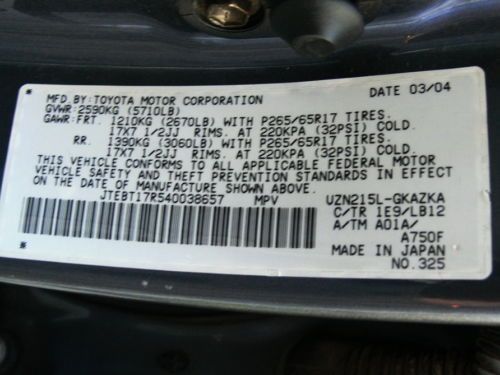 MFD.BY:TOYOTA MOTOR CORPORATION DATE 03/04
GVWR:2590KG (5710LB)
GAWR:FRT. 1210KG (2670LB) WITH P265/65R17 TIRES.
17X7 1/2JJ RIMS. AT 220KPA (32PSI) COLD.
RR. 1390KG (3060LB) WITH P265/65R17 TIRES.
17X7 1/2JJ RIMS. AT 220KPA (32PSI) COLD.
THIS VEHICLE CONFORMS TO ALL APPLICABLE FEDERAL MOTOR
VEHICLE SAFETY AND THEFT PREVENTION STANDARDS IN
EFFECT ON THE DATE OF MANUFACTURE SHOWN ABOVE.
JTEBT17R540038657 MPV UZN215L-GKAZKA
C/TR 1E9/LB12
A/TM A01A/
A750F
MADE IN JAPAN
NO.325